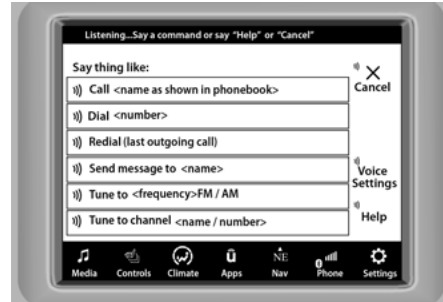 Listening...Say a command or say “Help” or “Cancel”
Say thing like:
Cancel
Call <name as shown in phonebook>
Dial <number>
Redial (last outgoing call)
Send message to <name>
Tune to <frequency>FM / AM
Tune to channel <name / number>
Voice
Settings
Help
NE
Media Controls Climate Apps Nav Phone Settings